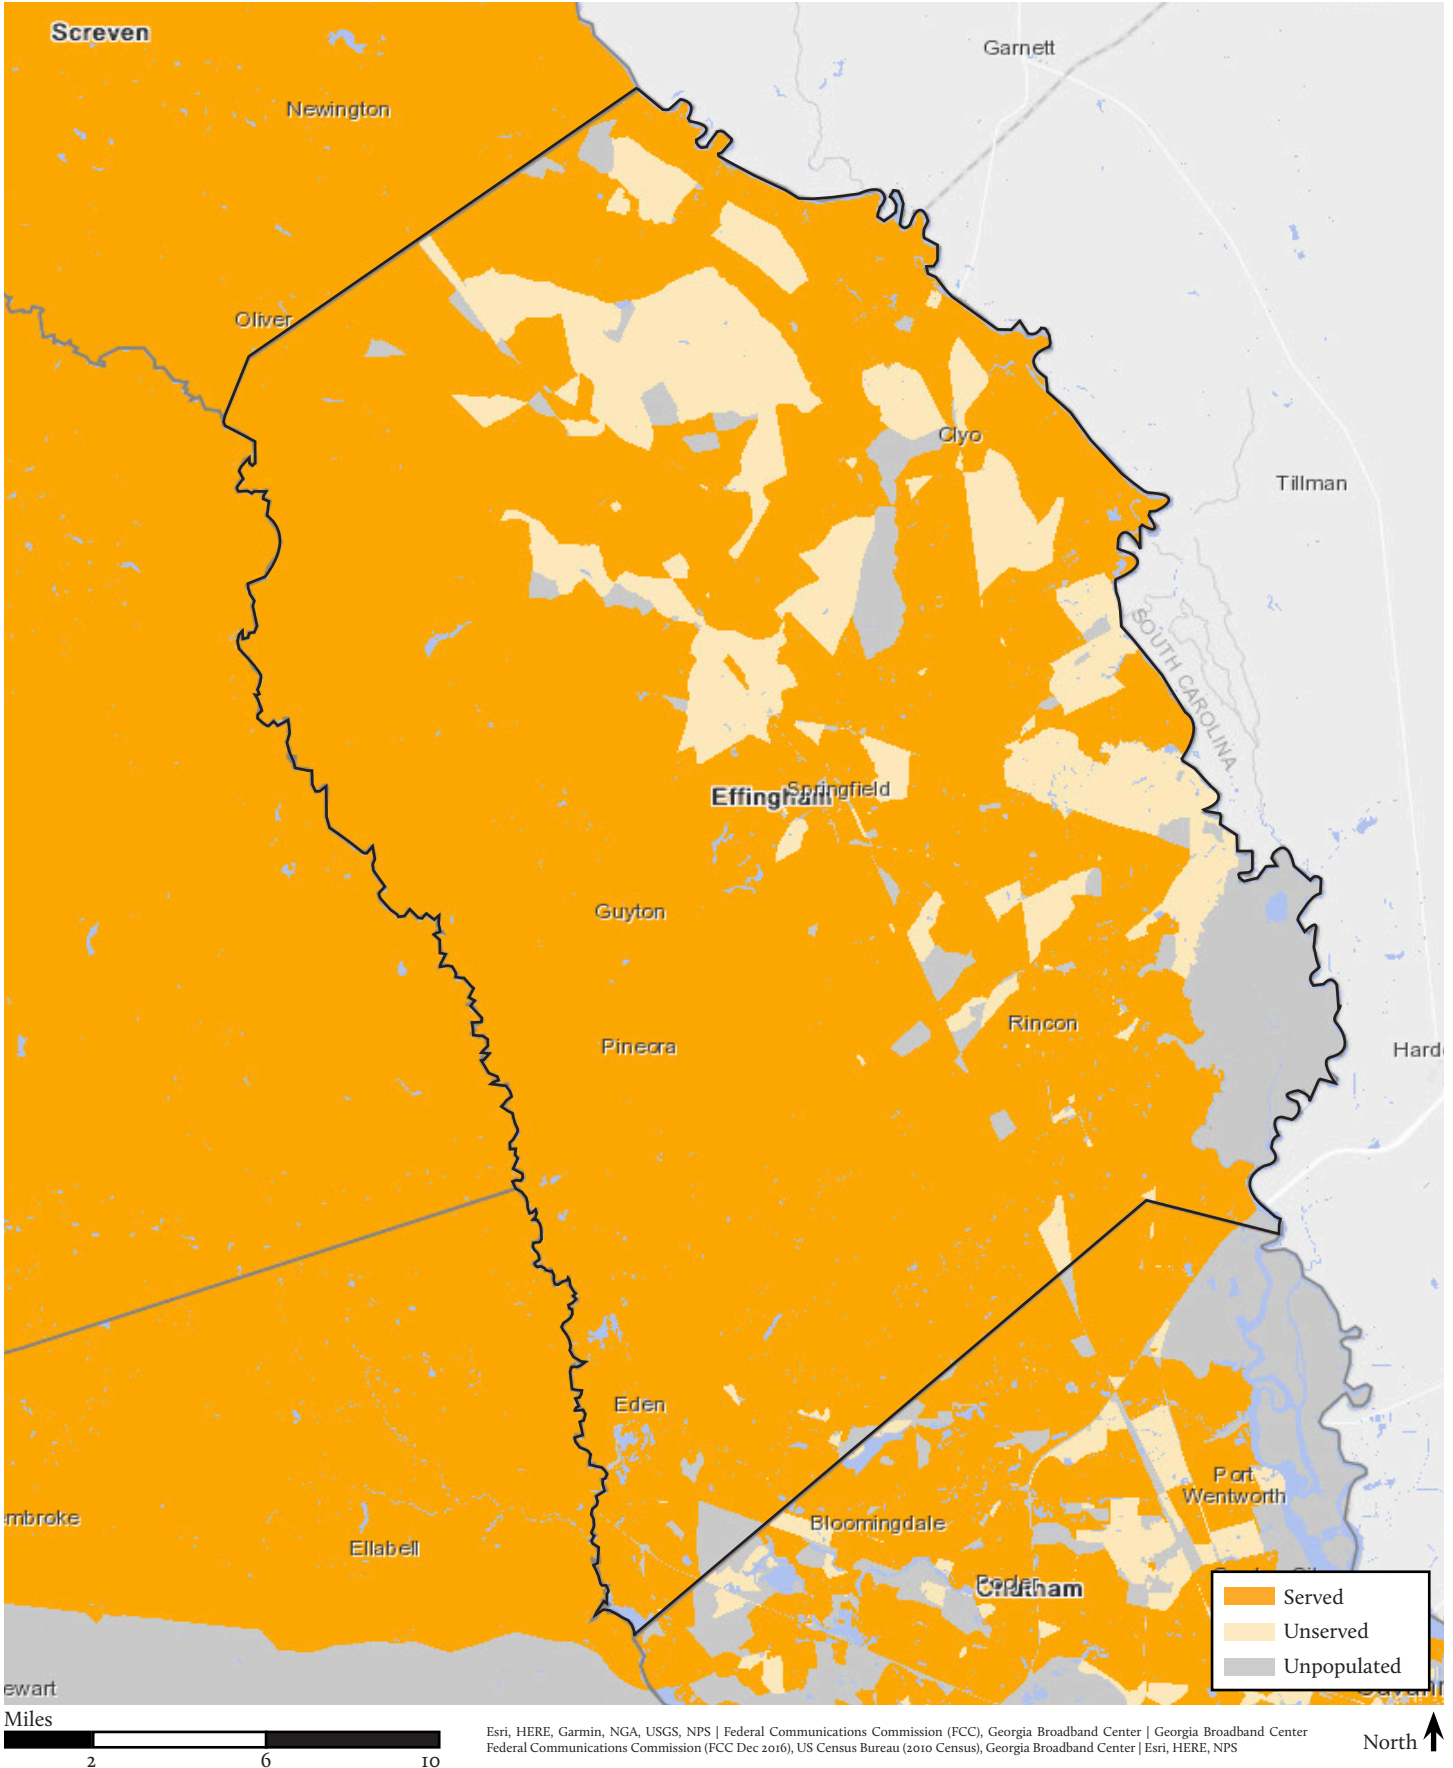 Screven
Garnett
Newington
Oliver
Clyo
Tillman
SOUTH CAROLINA
Effingham
Springfield
Guyton
Rincon
Pineora
Hard
Eden
Port
Wentworth
mbroke
Bloomingdale
Ellabell
Chatham
Served
Unserved
Unpopulated
ewart
Miles
2 6 10
Esri, HERE, Garmin, NGA, USGS, NPS | Federal Communications Commission (FCC), Georgia Broadband Center | Georgia Broadband Center
Federal Communications Commission (FCC Dec 2016), US Census Bureau (2010 Census), Georgia Broadband Center | Esri, HERE, NPS
North